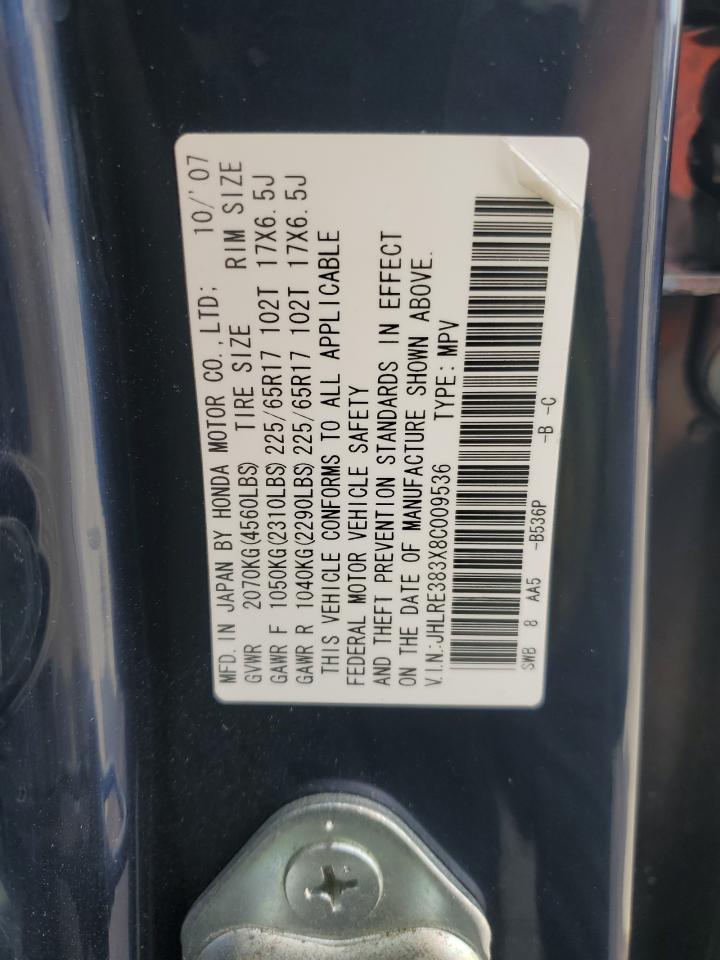 MFD. IN JAPAN BY HONDA MOTOR CO., LTD; 10/'07
GVWR 2070KG(4560LBS) TIRE SIZE RIM SIZE
GAWR F 1050KG(2310LBS) 225/65R17 102T 17X6.5J
GAWR R 1040KG(2290LBS) 225/65R17 102T 17X6.5J
THIS VEHICLE CONFORMS TO ALL APPLICABLE
FEDERAL MOTOR VEHICLE SAFETY
AND THEFT PREVENTION STANDARDS IN EFFECT
ON THE DATE OF MANUFACTURE SHOWN ABOVE.
V.I.N.:JHLRE383X8C009536 TYPE:MPV
SWB 8 AA5 -B536P -B -C